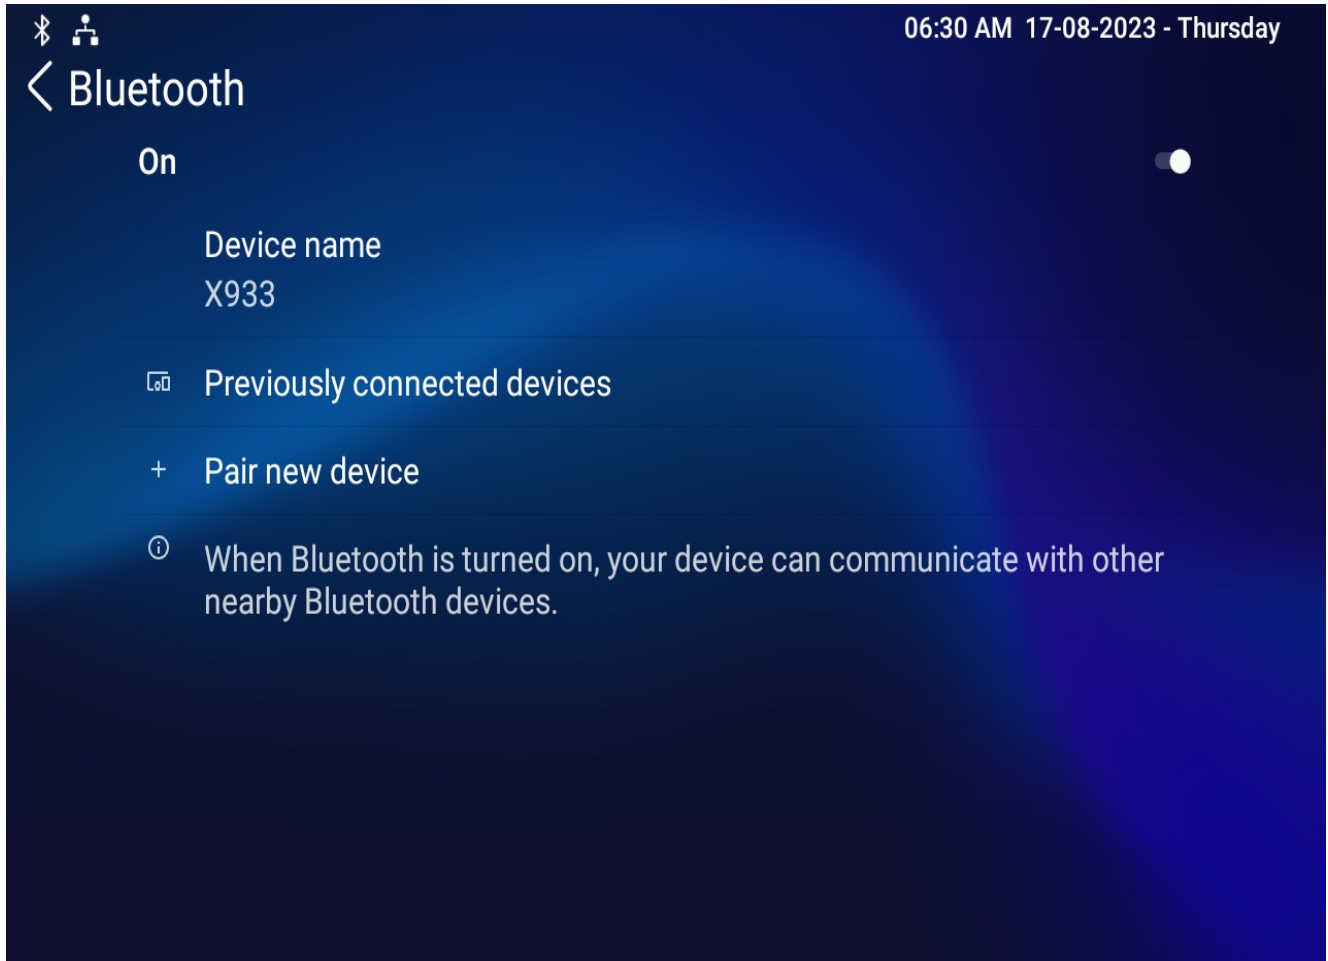 06:30 AM 17-08-2023 - Thursday
Bluetooth
On
Device name
X933
Previously connected devices
Pair new device
When Bluetooth is turned on, your device can communicate with other
nearby Bluetooth devices.